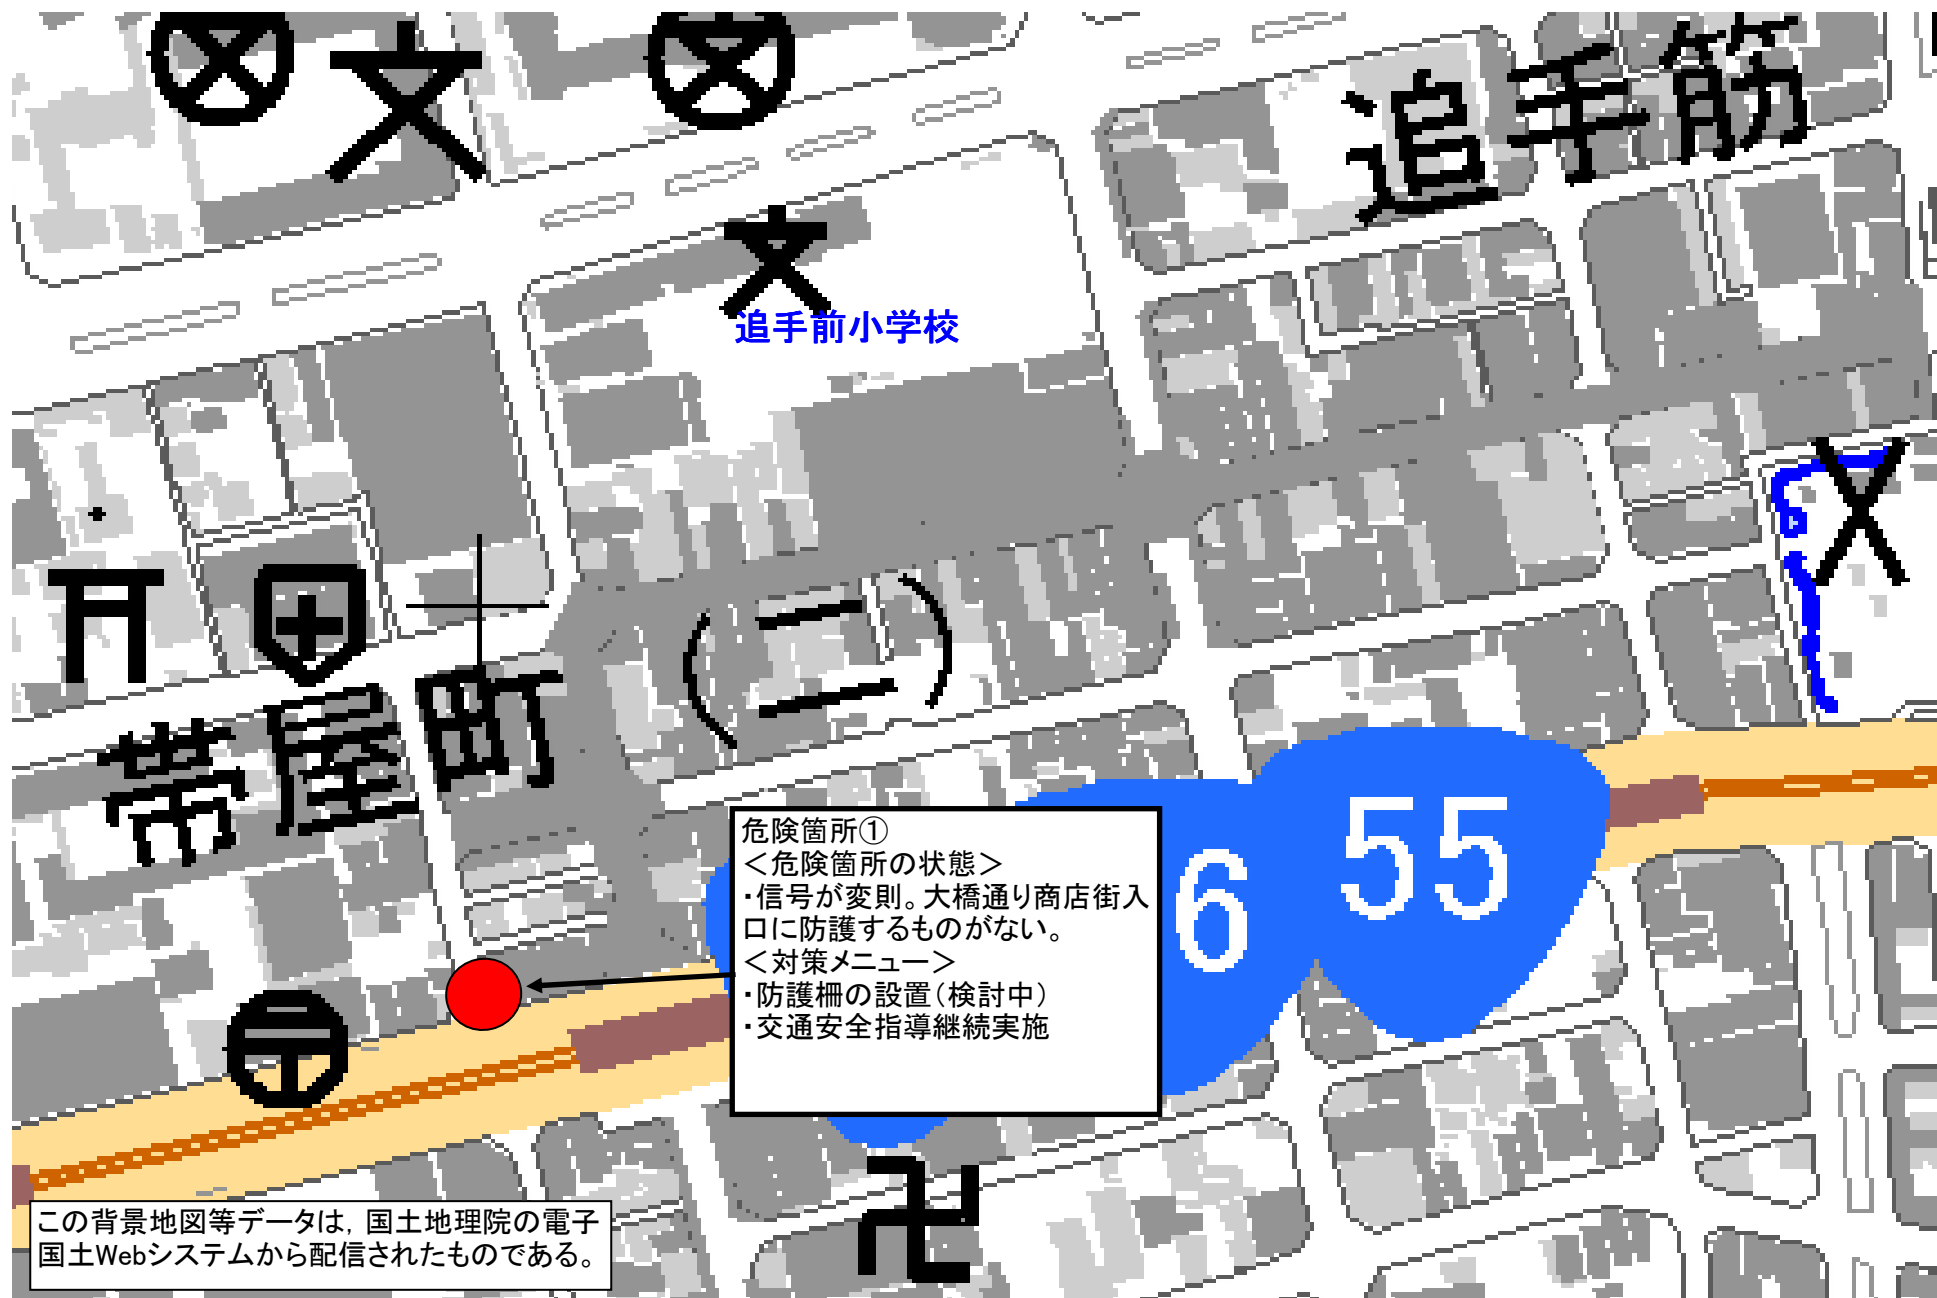 追手筋
文
文
追手前小学校
帯屋町
(二)
55
6
危険箇所①
＜危険箇所の状態＞
・信号が変則。大橋通り商店街入
口に防護するものがない。
＜対策メニュー＞
・防護柵の設置（検討中）
・交通安全指導継続実施
この背景地図等データは，国土地理院の電子
国土Webシステムから配信されたものである。